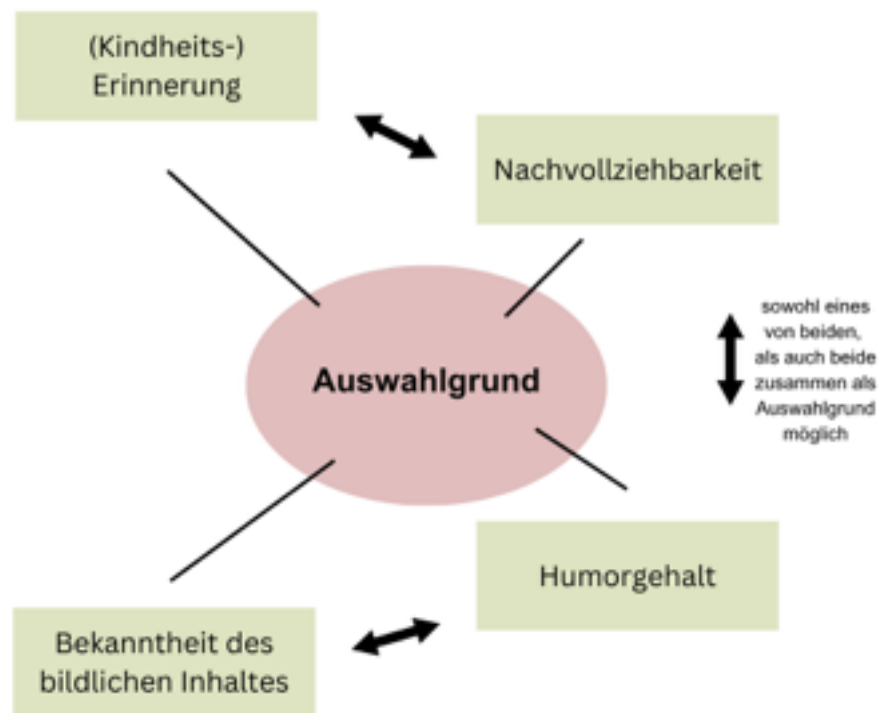 (Kindheits-)
Erinnerung
Nachvollziehbarkeit
Auswahlgrund
sowohl eines
von beiden,
als auch beide
zusammen als
Auswahlgrund
möglich
Humorgehalt
Bekanntheit des
bildlichen Inhaltes